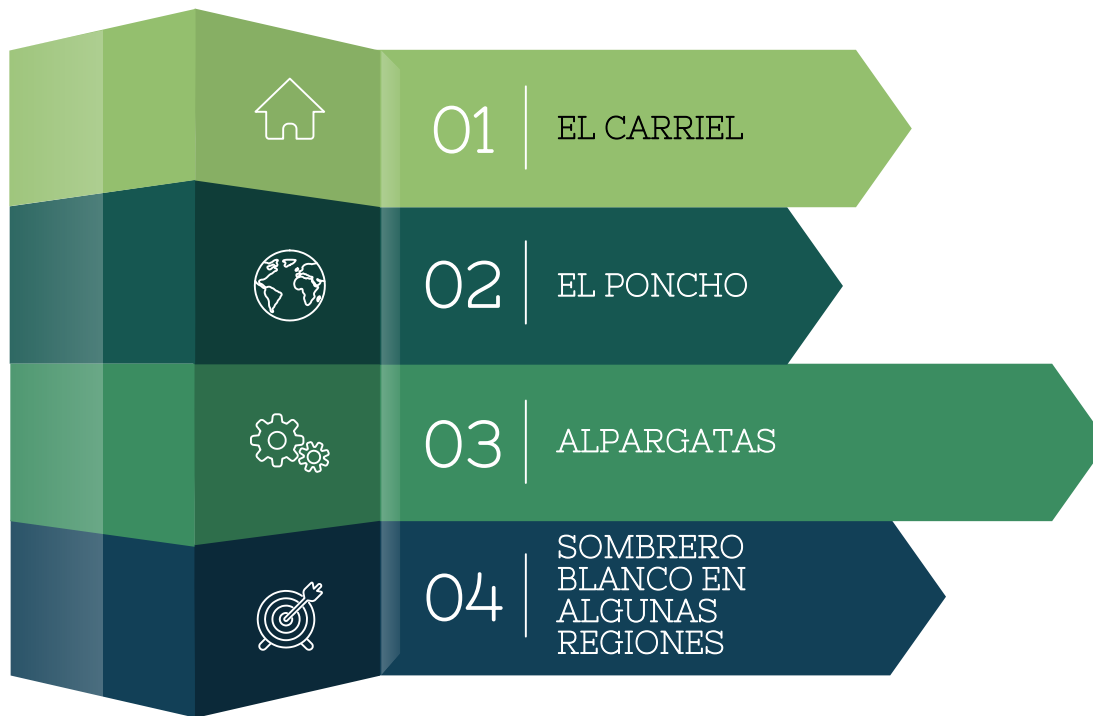 01
EL CARRIEL
02
EL PONCHO
03
ALPARGATAS
04
SOMBRERO
BLANCO EN
ALGUNAS
REGIONES